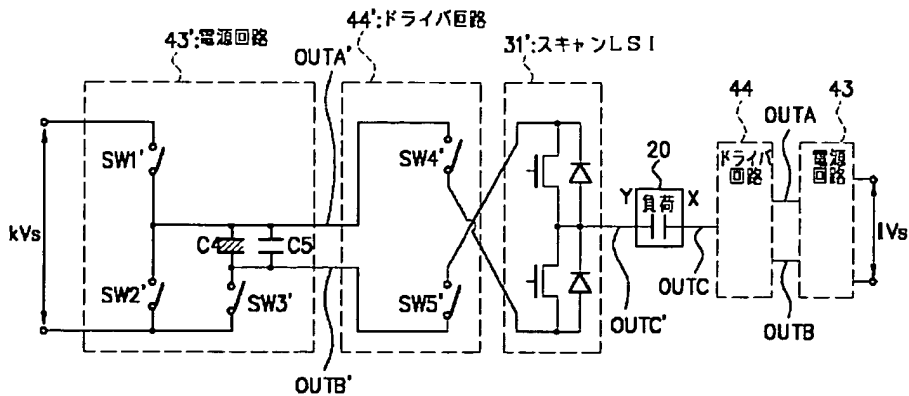 43':電源回路
44':ドライバ回路
OUTA'
31':スキャンLSI
SW1'
SW4'
20
44
OUTA
43
Y
負荷
X
ドライバ
回路
電源
回路
kVs
C4
C5
lVs
SW2'
SW3'
SW5'
OUTC'
OUTC
OUTB
OUTB'